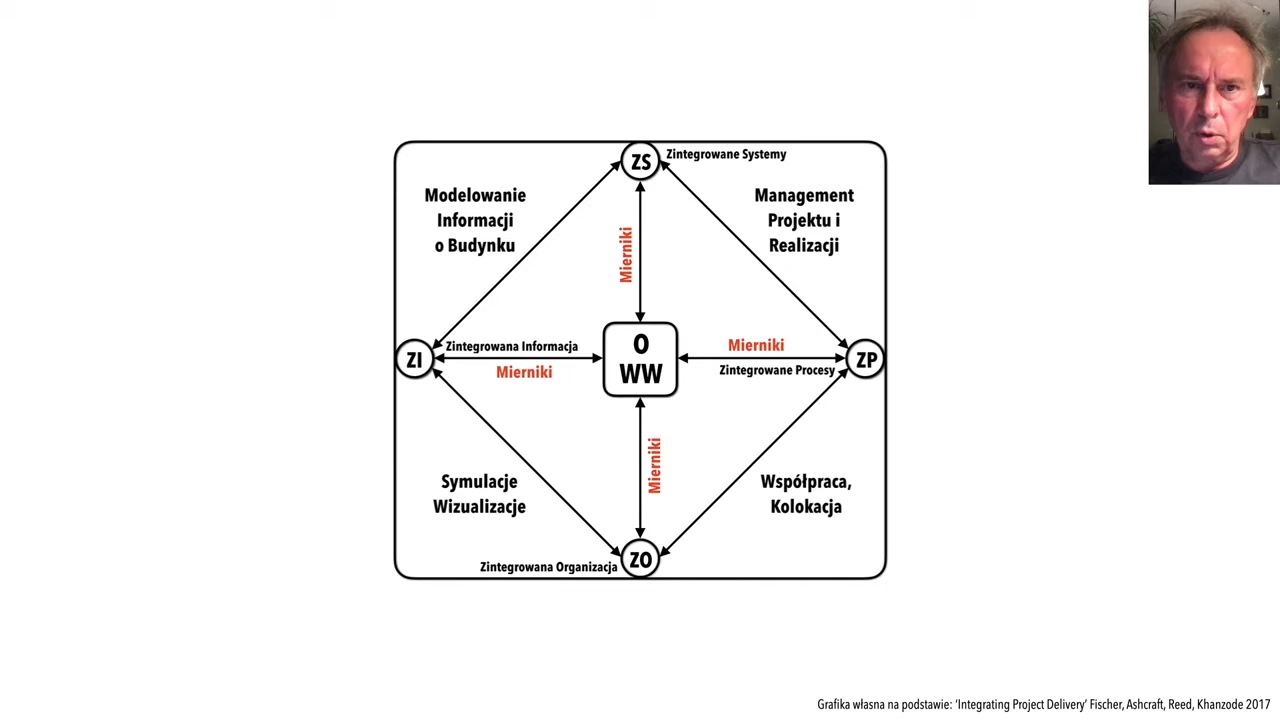 ZS
Zintegrowane Systemy
Modelowanie
Informacji
o Budynku
Management
Projektu i
Realizacji
Mierniki
ZI
Zintegrowana Informacja
Mierniki
O
WW
Mierniki
Zintegrowane Procesy
ZP
Mierniki
Symulacje
Wizualizacje
Współpraca,
Kolokacja
Zintegrowana Organizacja
ZO
Grafika własna na podstawie: ‘Integrating Project Delivery’ Fischer, Ashcraft, Reed, Khanzode 2017